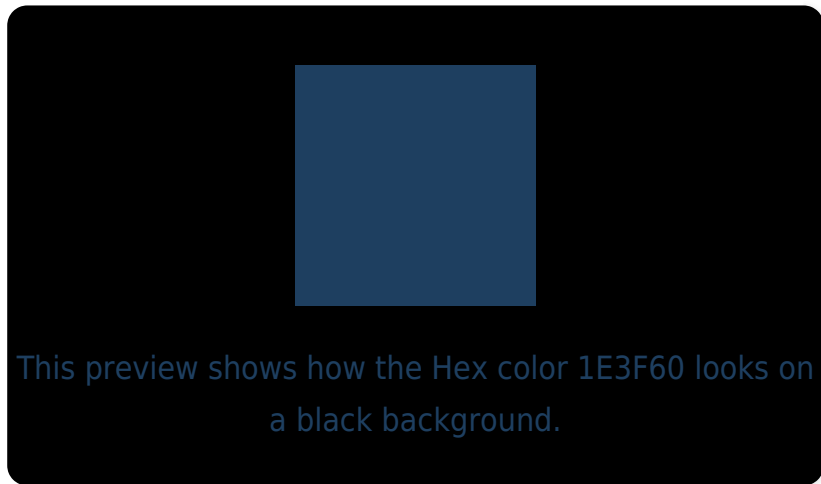 This preview shows how the Hex color 1E3F60 looks on
a black background.